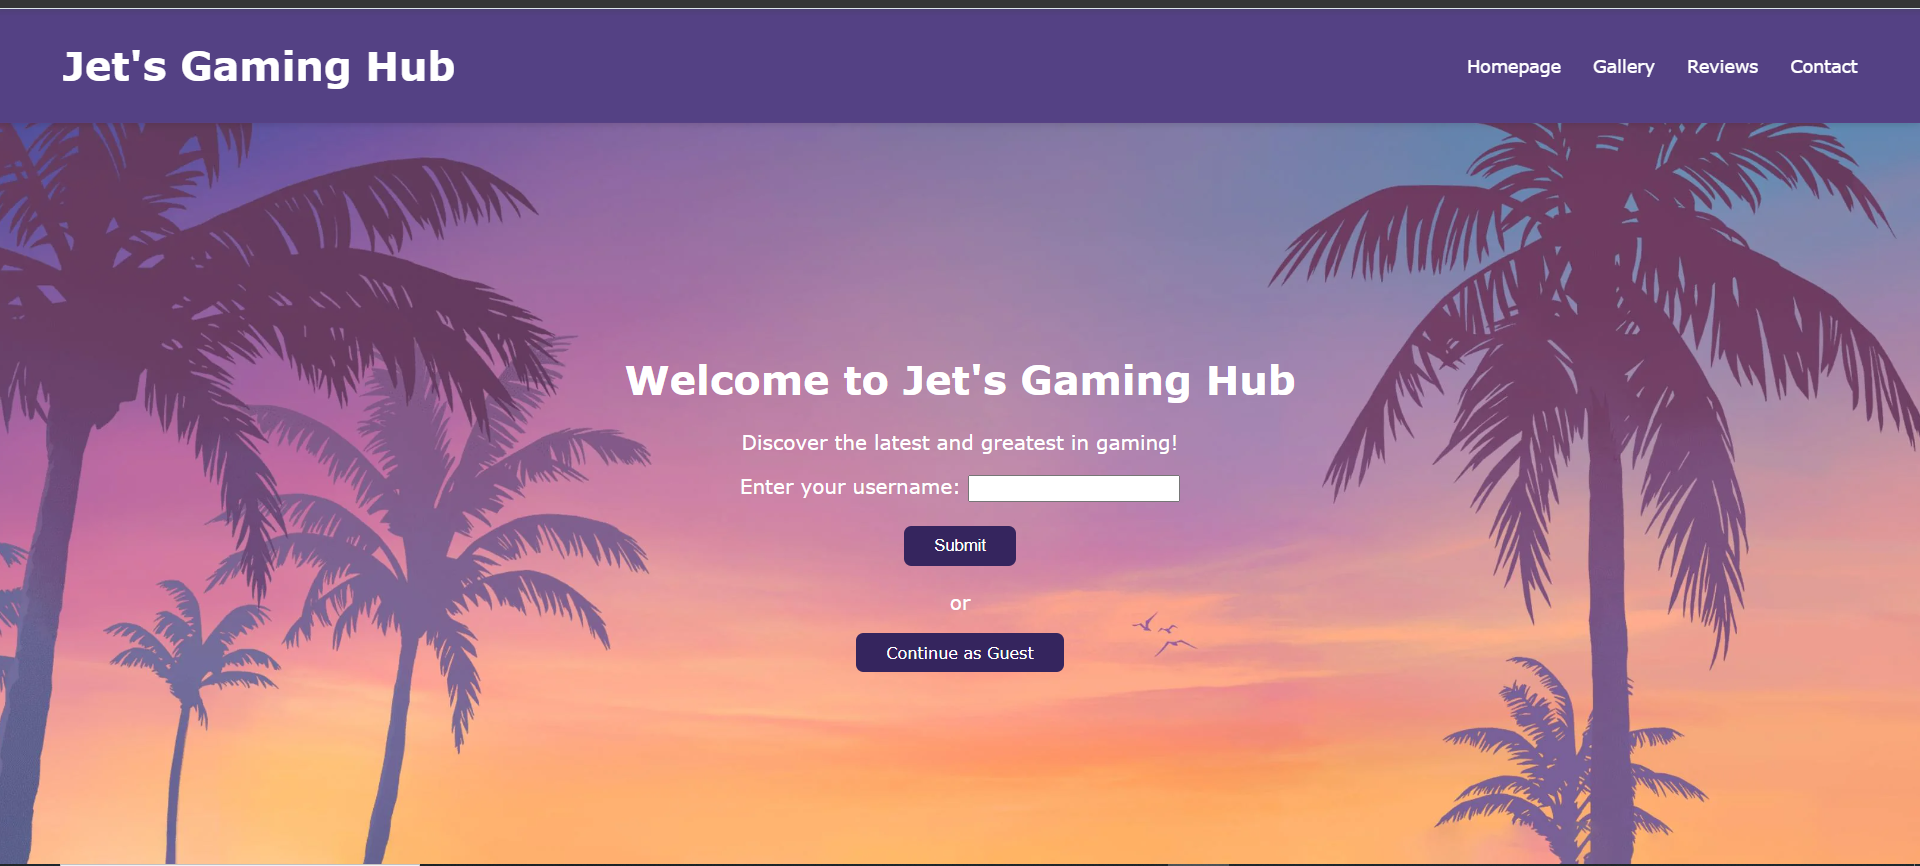 Jet's Gaming Hub
Homepage Gallery Reviews Contact
Welcome to Jet's Gaming Hub
Discover the latest and greatest in gaming!
Enter your username:
Submit
or
Continue as Guest